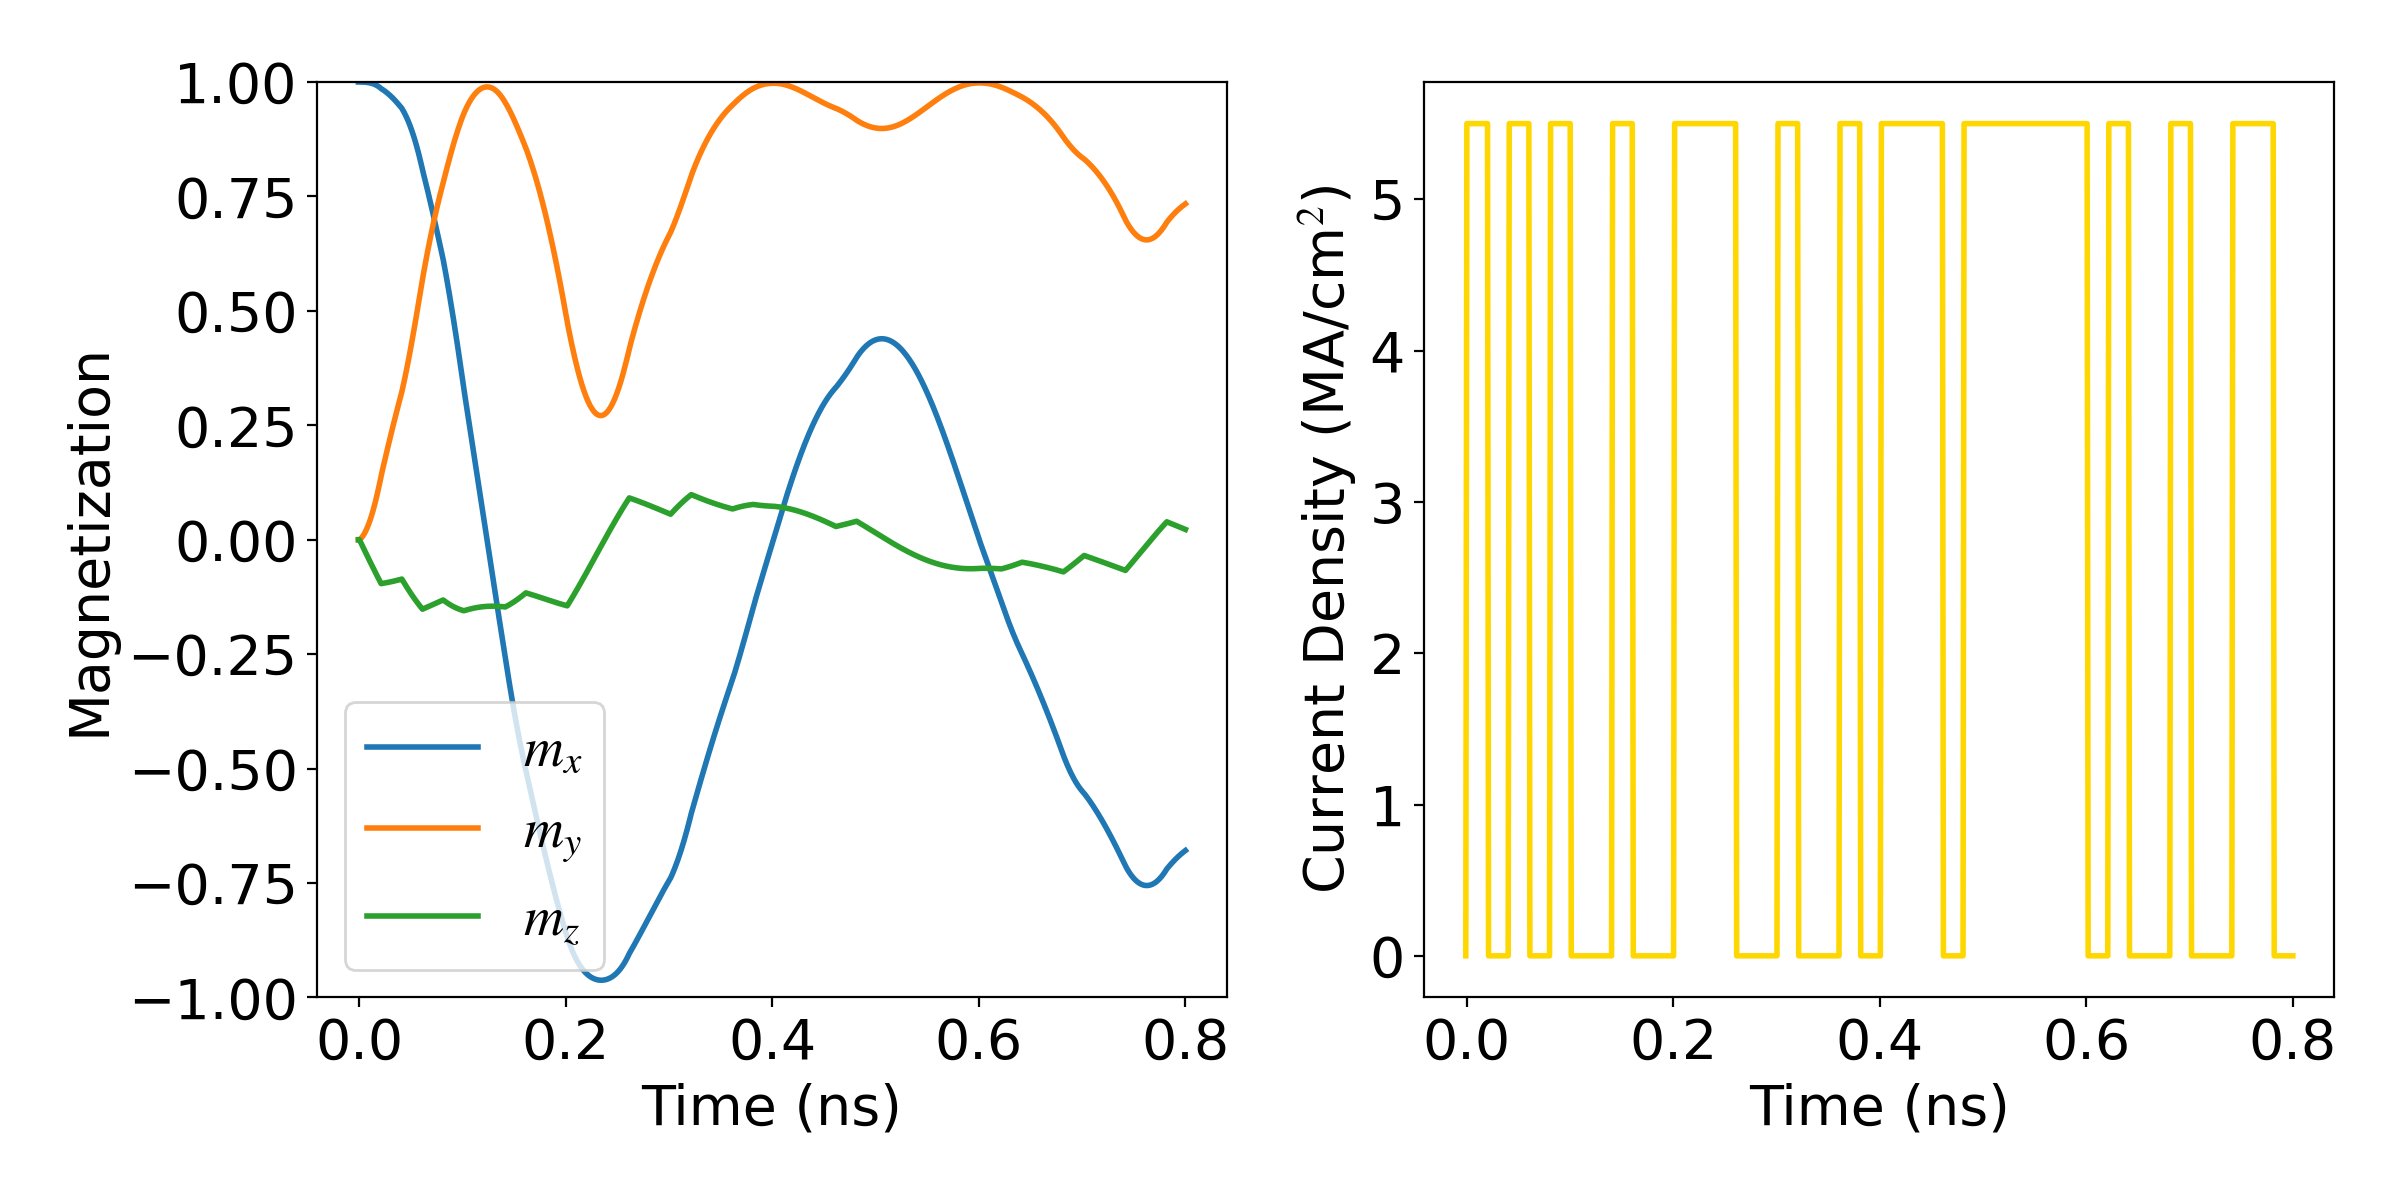 Magnetization
1.00
0.75
0.50
0.25
0.00
−0.25
−0.50
−0.75
−1.00
m_x
m_y
m_z
0.0 0.2 0.4 0.6 0.8
Time (ns)
Current Density (MA/cm²)
5
4
3
2
1
0
0.0 0.2 0.4 0.6 0.8
Time (ns)